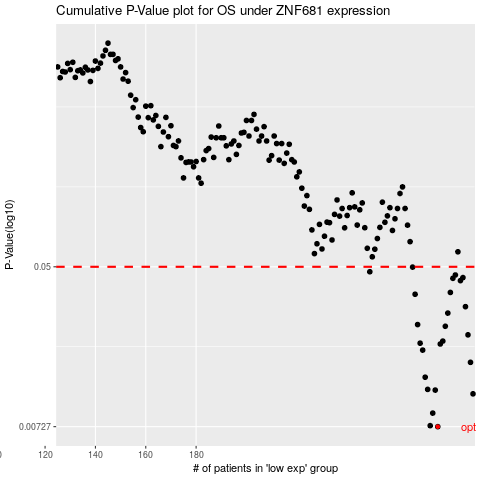 Cumulative P-Value plot for OS under ZNF681 expression
P-Value(log10)
0.05
0.00727
opt
0
120
140
160
180
# of patients in 'low exp' group